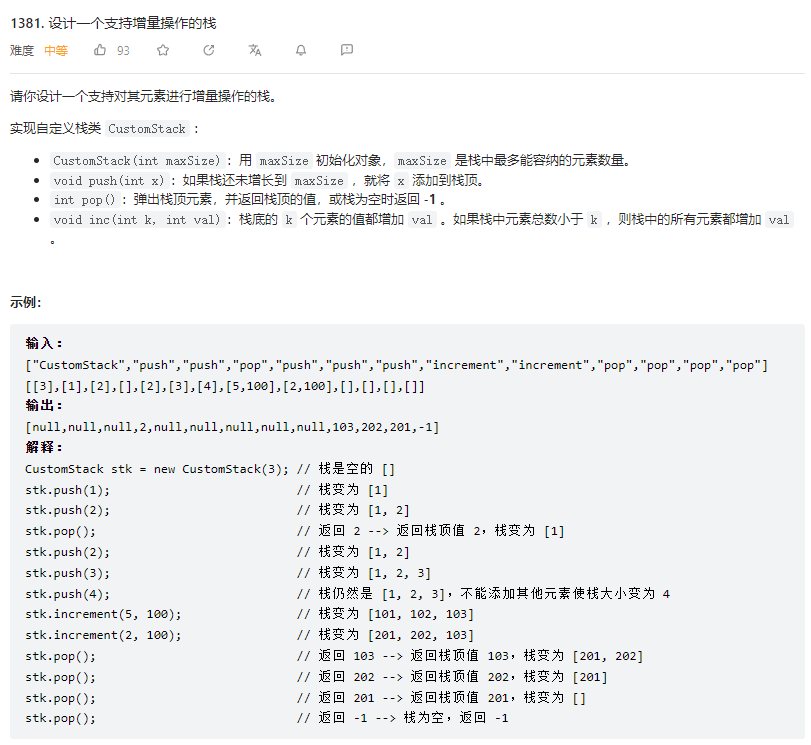 1381. 设计一个支持增量操作的栈
难度 中等 93
请你设计一个支持对其元素进行增量操作的栈。
实现自定义栈类 CustomStack :
• CustomStack(int maxSize) : 用 maxSize 初始化对象, maxSize 是栈中最多能容纳的元素数量。
• void push(int x) : 如果栈还未增长到 maxSize , 就将 x 添加到栈顶。
• int pop() : 弹出栈顶元素，并返回栈顶的值，或栈为空时返回 -1 。
• void inc(int k, int val) : 栈底的 k 个元素的值都增加 val 。如果栈中元素总数小于 k , 则栈中的所有元素都增加 val
。
示例：
输入：
["CustomStack","push","push","pop","push","push","push","increment","increment","pop","pop","pop","pop"]
[[3],[1],[2],[],[2],[3],[4],[5,100],[2,100],[],[],[],[]]
输出：
[null,null,null,2,null,null,null,null,null,103,202,201,-1]
解释：
CustomStack stk = new CustomStack(3); // 栈是空的 []
stk.push(1); // 栈变为 [1]
stk.push(2); // 栈变为 [1, 2]
stk.pop(); // 返回 2 --> 返回栈顶值 2，栈变为 [1]
stk.push(2); // 栈变为 [1, 2]
stk.push(3); // 栈变为 [1, 2, 3]
stk.push(4); // 栈仍然是 [1, 2, 3]，不能添加其他元素使栈大小变为 4
stk.increment(5, 100); // 栈变为 [101, 102, 103]
stk.increment(2, 100); // 栈变为 [201, 202, 103]
stk.pop(); // 返回 103 --> 返回栈顶值 103，栈变为 [201, 202]
stk.pop(); // 返回 202 --> 返回栈顶值 202，栈变为 [201]
stk.pop(); // 返回 201 --> 返回栈顶值 201，栈变为 []
stk.pop(); // 返回 -1 --> 栈为空，返回 -1